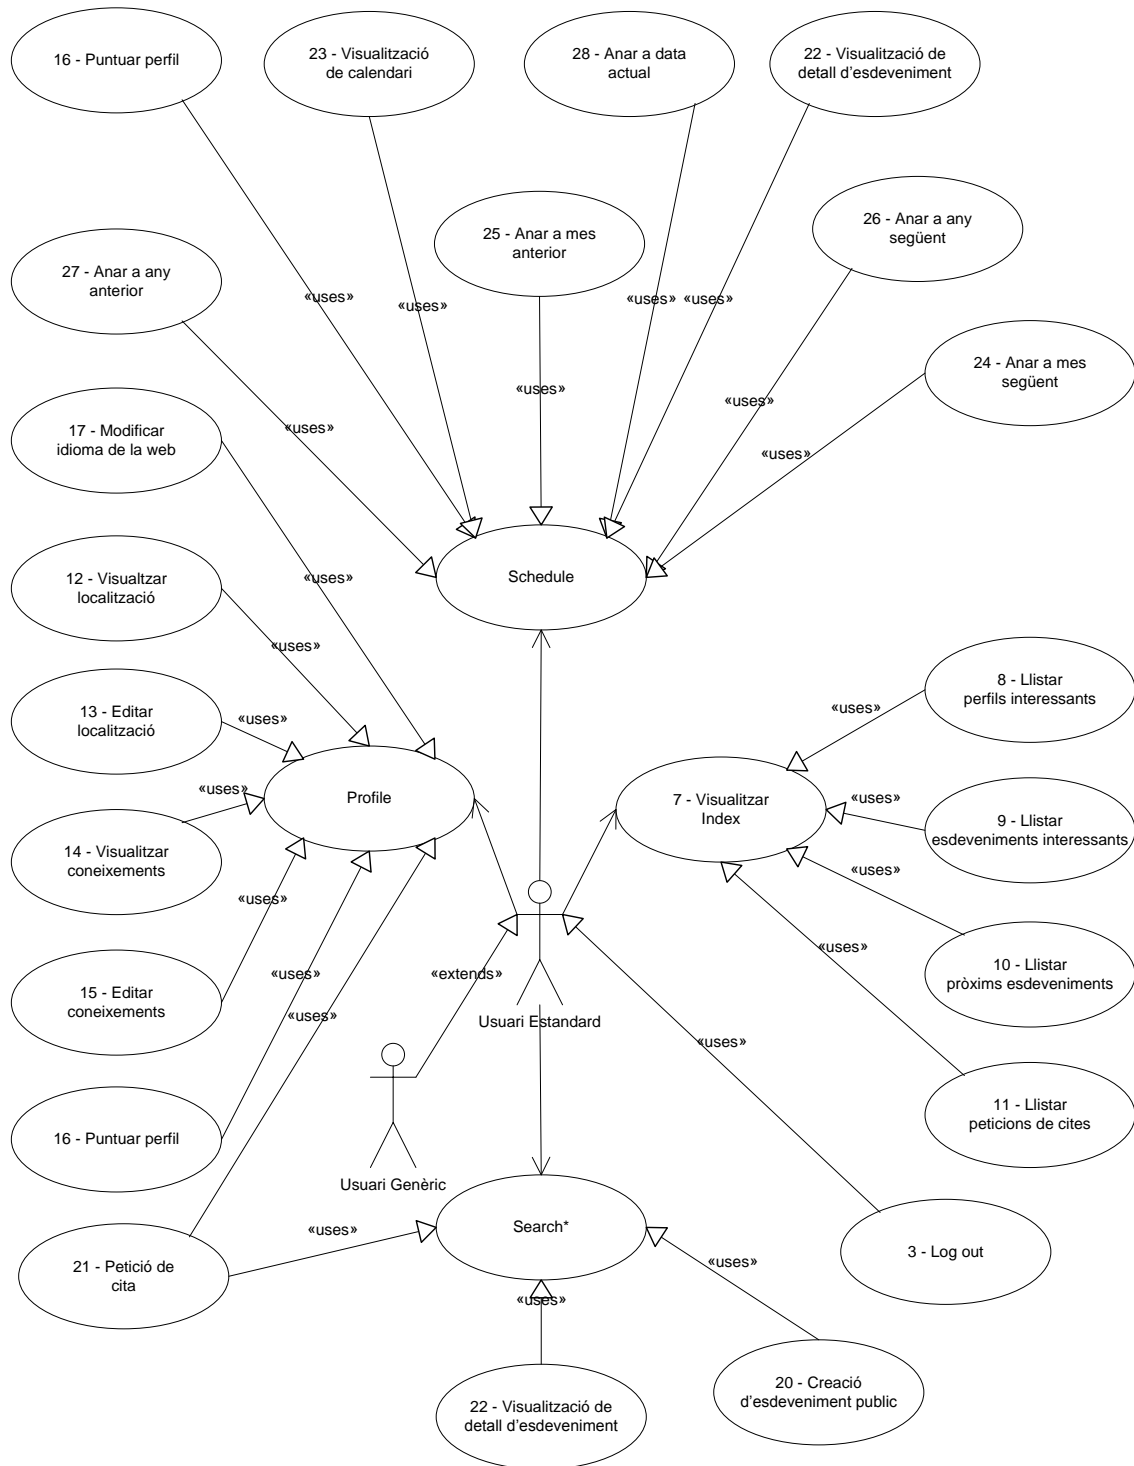 16 - Puntuar perfil
23 - Visualització
de calendari
28 - Anar a data
actual
22 - Visualització de
detall d'esdeveniment
25 - Anar a mes
anterior
26 - Anar a any
següent
27 - Anar a any
anterior
«uses»
«uses»
«uses»
«uses»
24 - Anar a mes
següent
«uses»
17 - Modificar
idioma de la web
«uses»
«uses»
«uses»
Schedule
12 - Visualtzar
localització
«uses»
«uses»
13 - Editar
localització
«uses»
8 - Llistar
perfils interessants
«uses»
«uses»
Profile
7 - Visualitzar
Index
«uses»
9 - Llistar
esdeveniments interessants
14 - Visualitzar
coneixements
«uses»
«uses»
«uses»
«uses»
«extends»
10 - Llistar
pròxims esdeveniments
15 - Editar
coneixements
«uses»
Usuari Estandard
«uses»
11 - Llistar
peticions de cites
16 - Puntuar perfil
Usuari Genèric
«uses»
Search*
3 - Log out
21 - Petició de
cita
«uses»
«uses»
20 - Creació
d'esdeveniment public
22 - Visualització de
detall d'esdeveniment